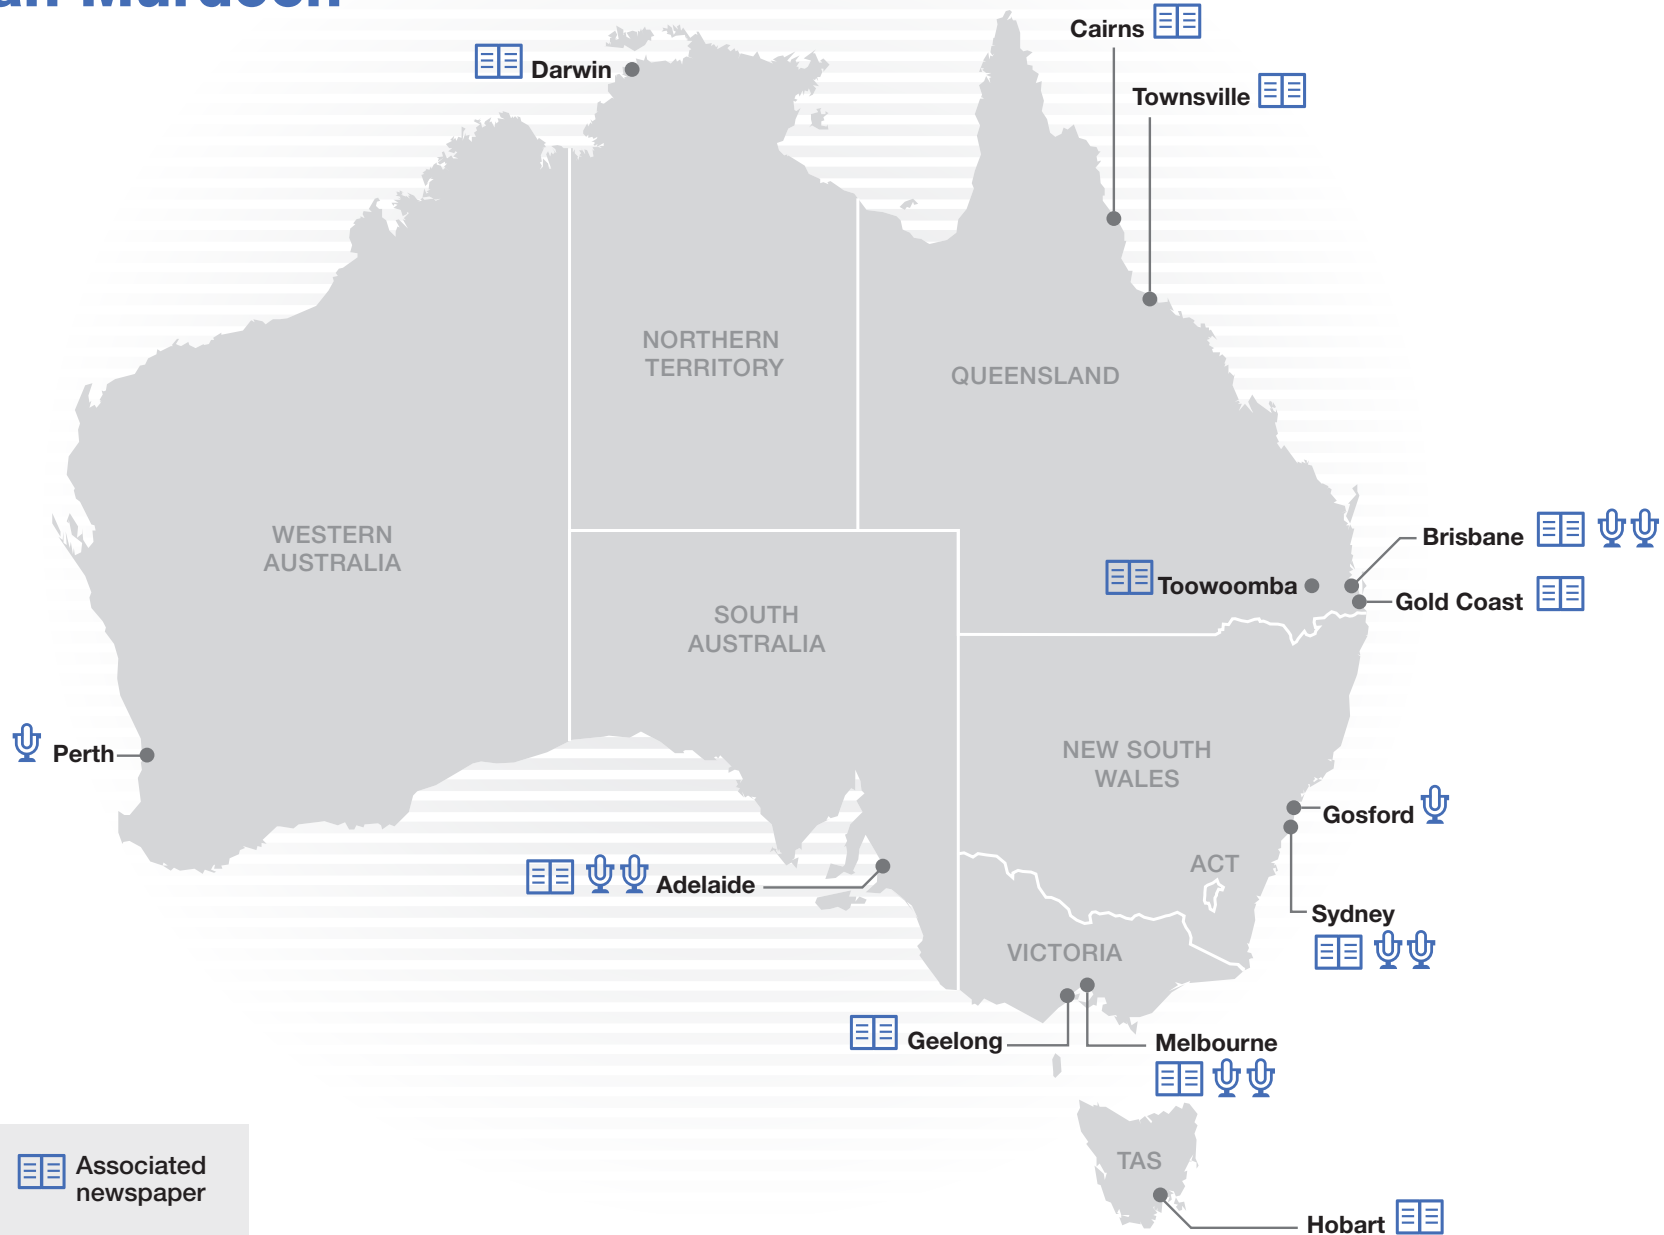 Cairns
Darwin
Townsville
NORTHERN
TERRITORY
QUEENSLAND
WESTERN
AUSTRALIA
Brisbane
Toowoomba
Gold Coast
SOUTH
AUSTRALIA
Perth
NEW SOUTH
WALES
Gosford
ACT
Adelaide
Sydney
VICTORIA
Geelong
Melbourne
Associated
newspaper
TAS
Hobart